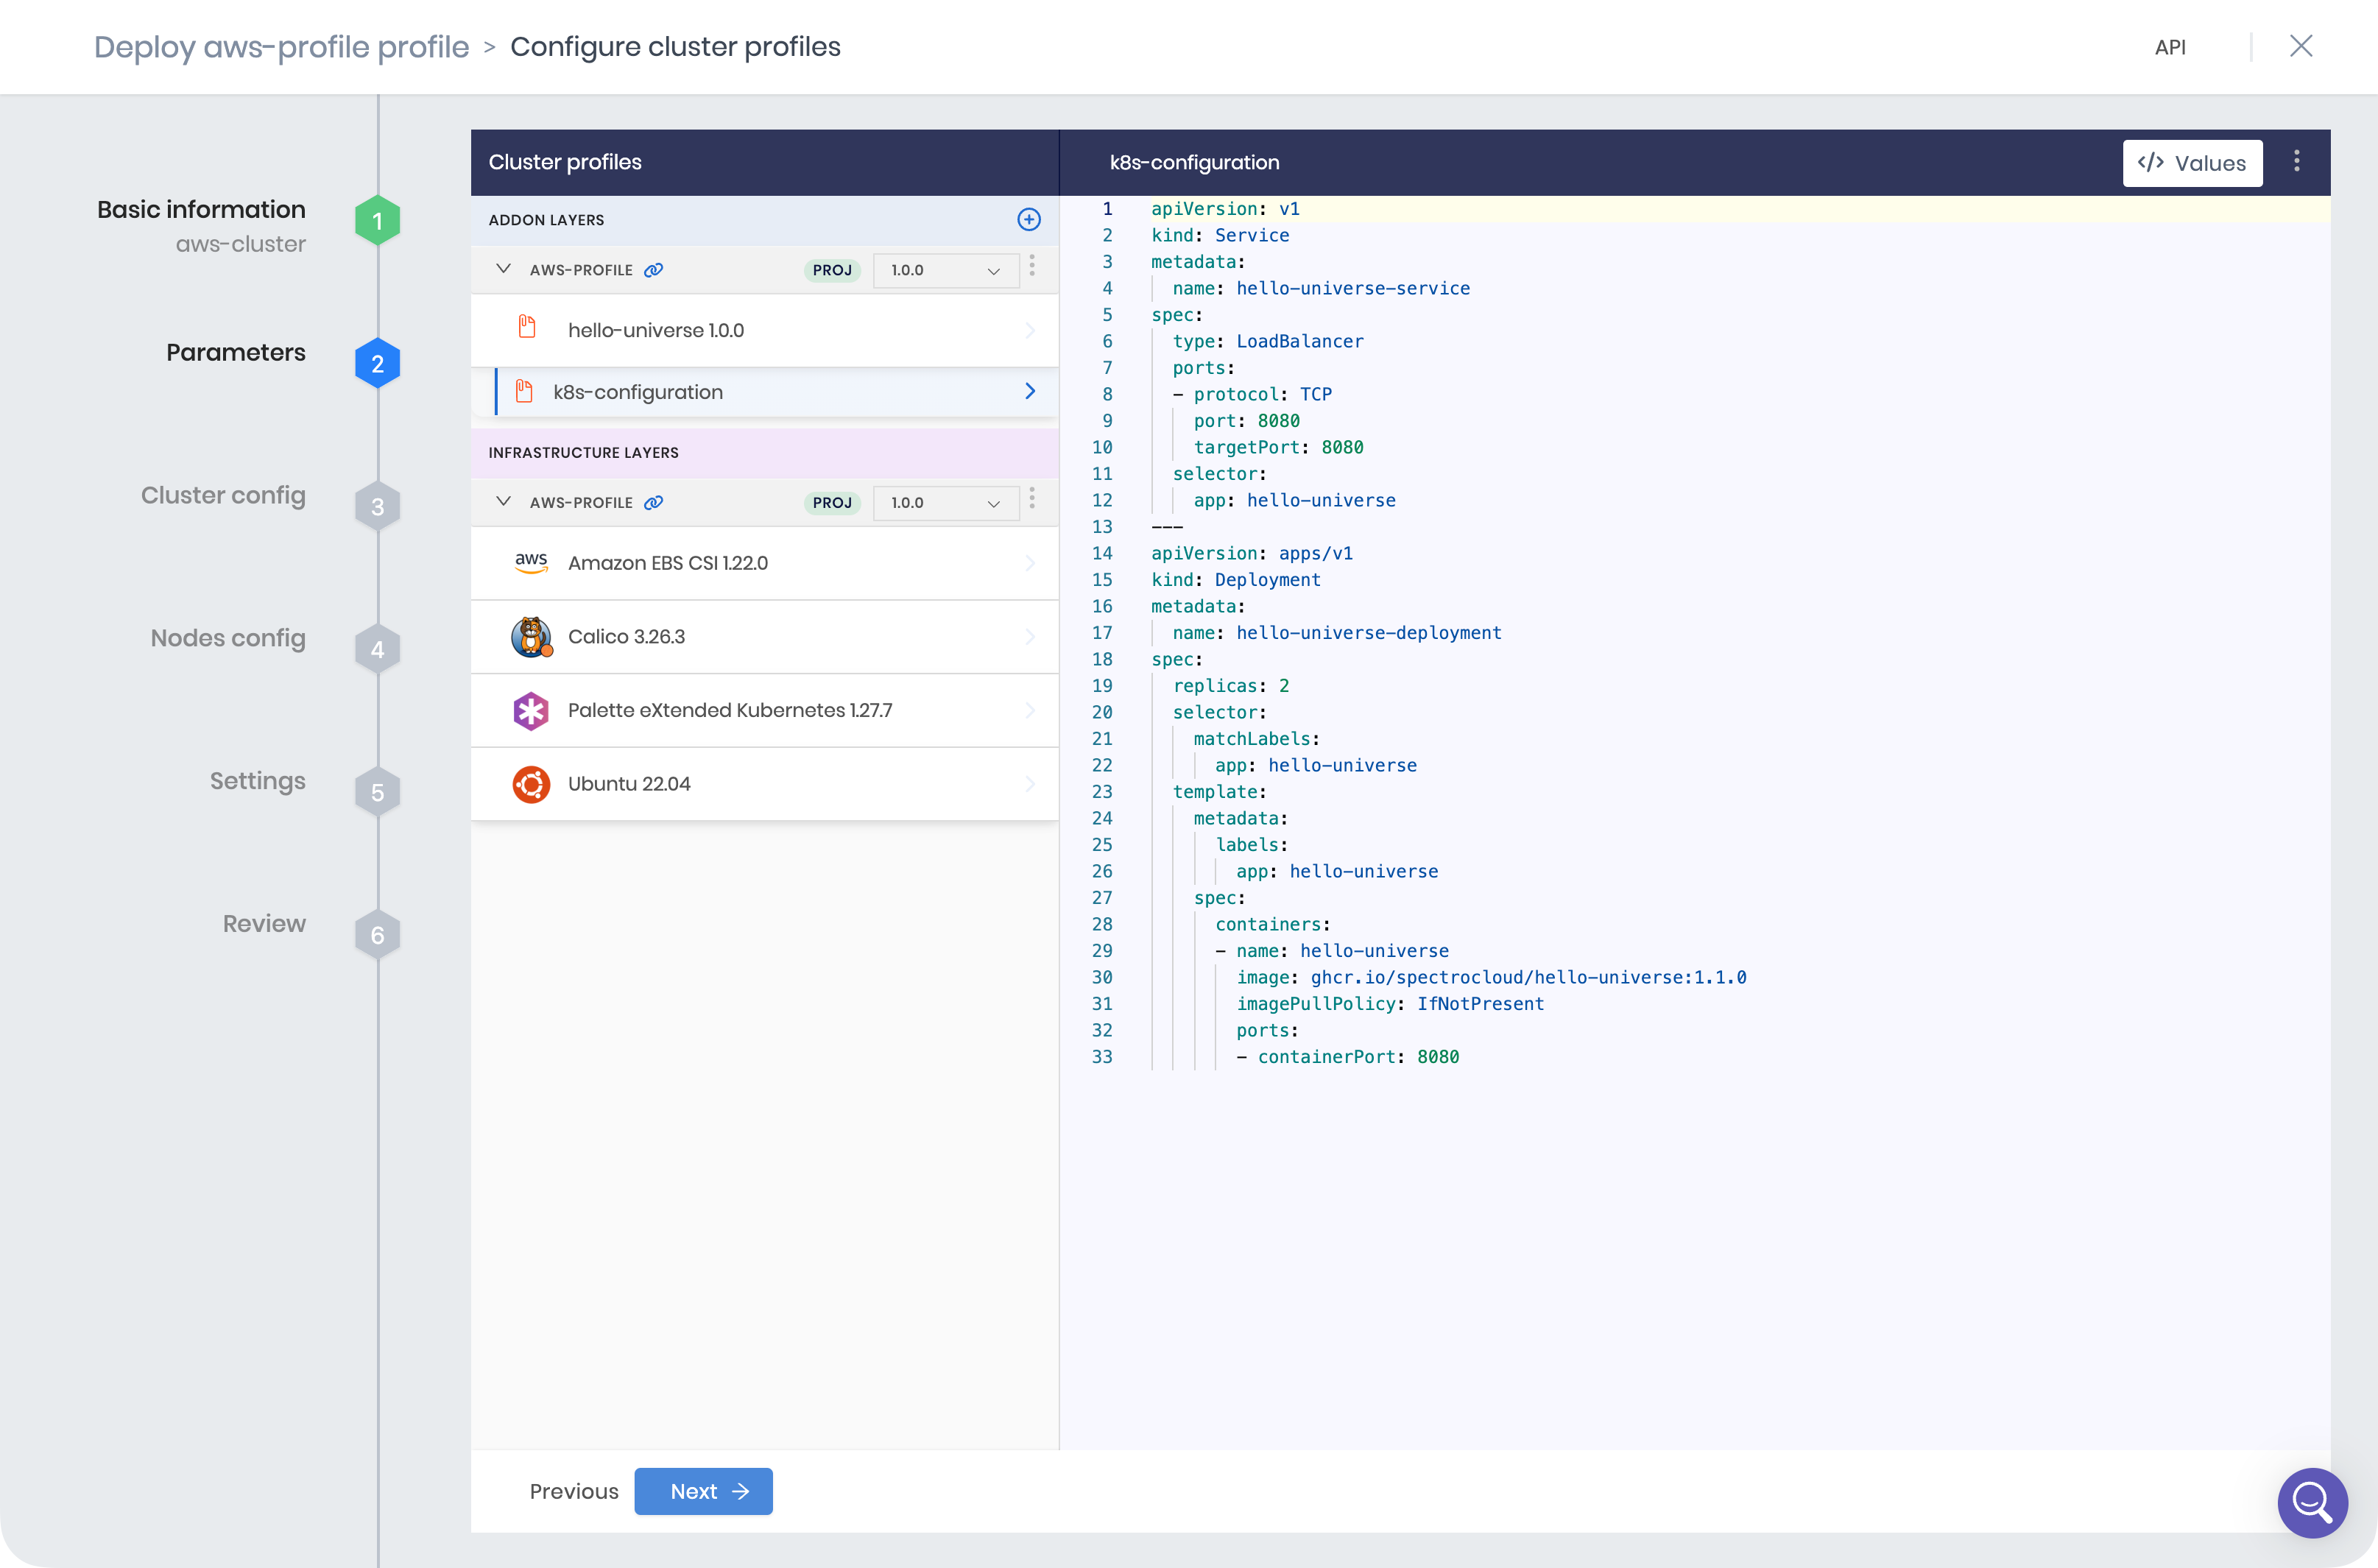 Deploy aws-profile profile > Configure cluster profiles
API
Basic information
aws-cluster
1
Parameters
2
Cluster config
3
Nodes config
4
Settings
5
Review
6
Cluster profiles
ADDON LAYERS
AWS-PROFILE PROJ 1.0.0
hello-universe 1.0.0
k8s-configuration
INFRASTRUCTURE LAYERS
AWS-PROFILE PROJ 1.0.0
aws Amazon EBS CSI 1.22.0
Calico 3.26.3
Palette eXtended Kubernetes 1.27.7
Ubuntu 22.04
k8s-configuration
</> Values
1 apiVersion: v1
2 kind: Service
3 metadata:
4   name: hello-universe-service
5 spec:
6   type: LoadBalancer
7   ports:
8   - protocol: TCP
9     port: 8080
10     targetPort: 8080
11   selector:
12     app: hello-universe
13 ---
14 apiVersion: apps/v1
15 kind: Deployment
16 metadata:
17   name: hello-universe-deployment
18 spec:
19   replicas: 2
20   selector:
21     matchLabels:
22       app: hello-universe
23   template:
24     metadata:
25       labels:
26         app: hello-universe
27     spec:
28       containers:
29       - name: hello-universe
30         image: ghcr.io/spectrocloud/hello-universe:1.1.0
31         imagePullPolicy: IfNotPresent
32         ports:
33         - containerPort: 8080
Previous
Next